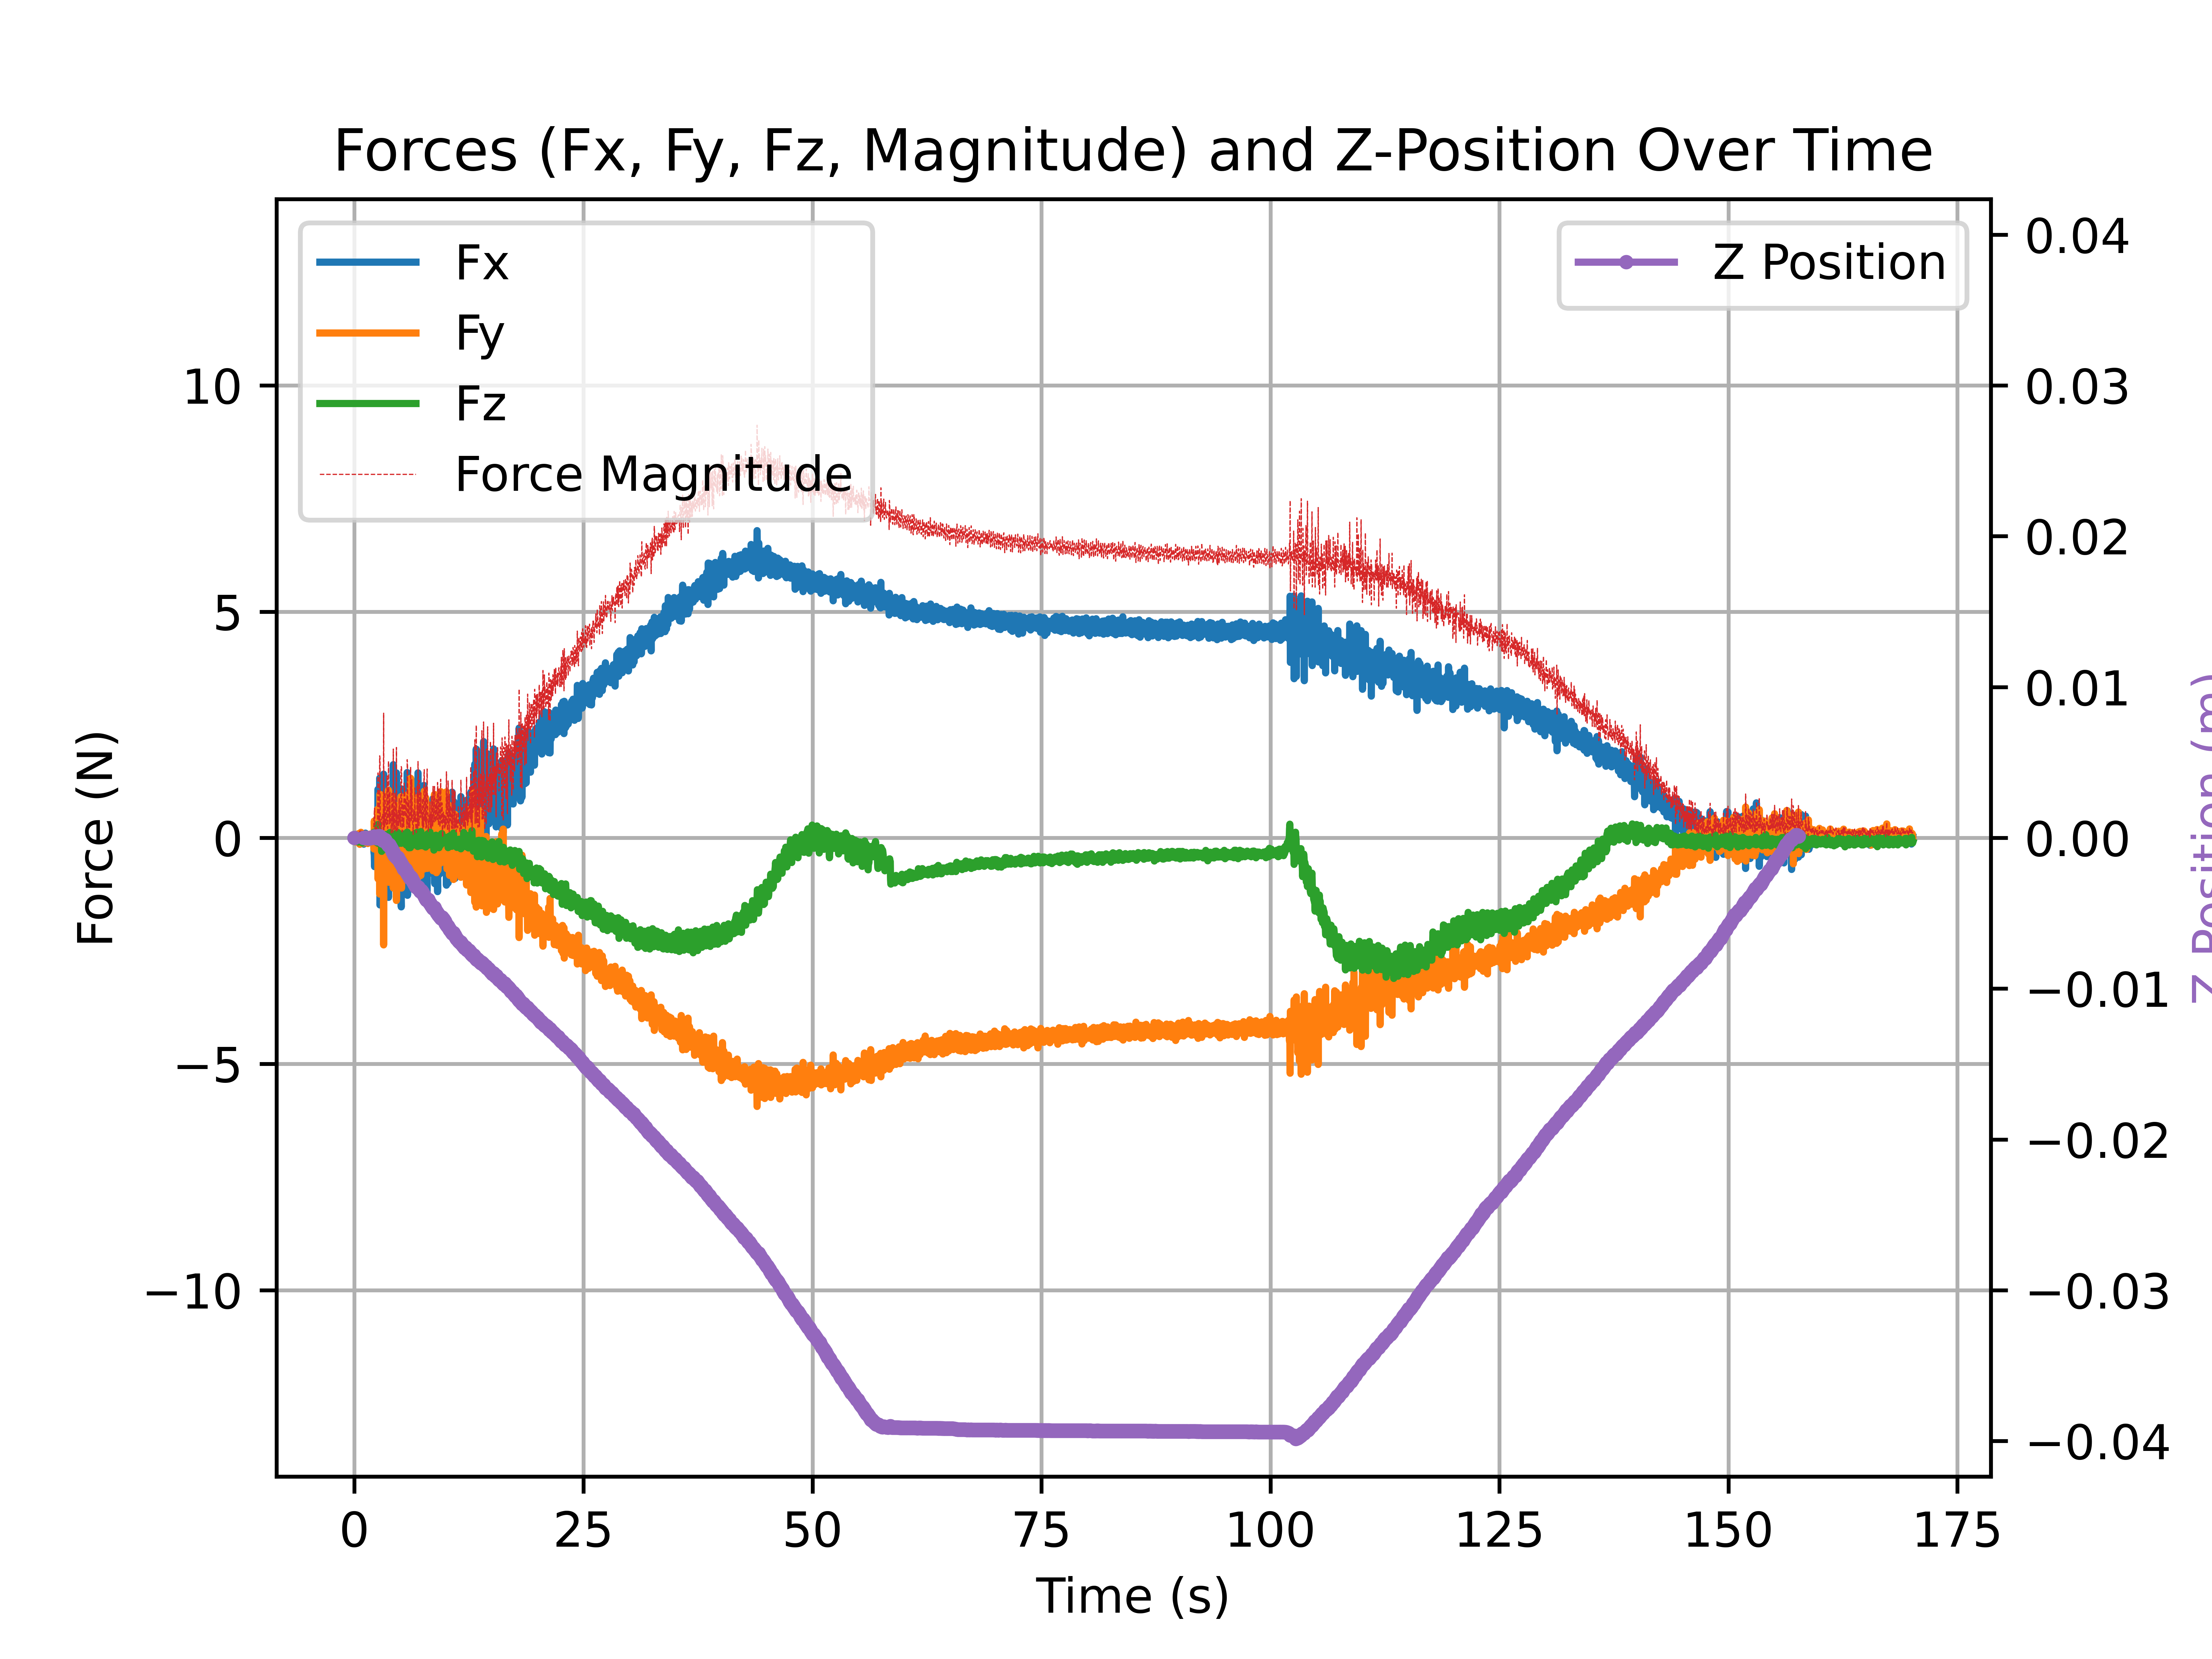 Forces (Fx, Fy, Fz, Magnitude) and Z-Position Over Time
Fx
Fy
Fz
Force Magnitude
Z Position
10
5
0
−5
−10
Force (N)
0.04
0.03
0.02
0.01
0.00
−0.01
−0.02
−0.03
−0.04
Z Position (m)
0 25 50 75 100 125 150 175
Time (s)